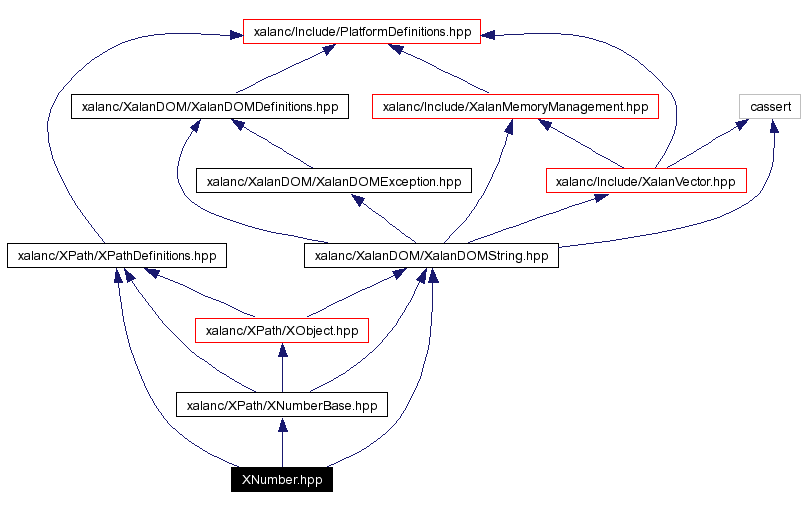 xalanc/Include/PlatformDefinitions.hpp
xalanc/XalanDOM/XalanDOMDefinitions.hpp
xalanc/Include/XalanMemoryManagement.hpp
cassert
xalanc/XalanDOM/XalanDOMException.hpp
xalanc/Include/XalanVector.hpp
xalanc/XPath/XPathDefinitions.hpp
xalanc/XalanDOM/XalanDOMString.hpp
xalanc/XPath/XObject.hpp
xalanc/XPath/XNumberBase.hpp
XNumber.hpp